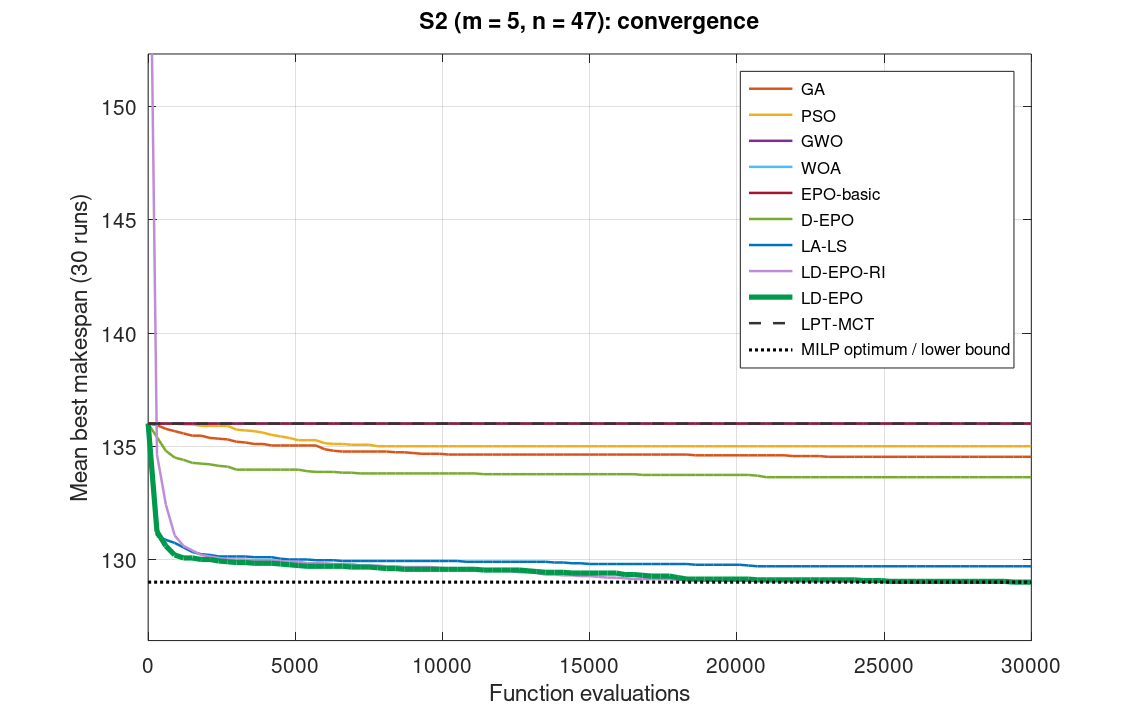 S2 (m = 5, n = 47): convergence
150
145
140
135
130
Mean best makespan (30 runs)
GA
PSO
GWO
WOA
EPO-basic
D-EPO
LA-LS
LD-EPO-RI
LD-EPO
LPT-MCT
MILP optimum / lower bound
0 5000 10000 15000 20000 25000 30000
Function evaluations